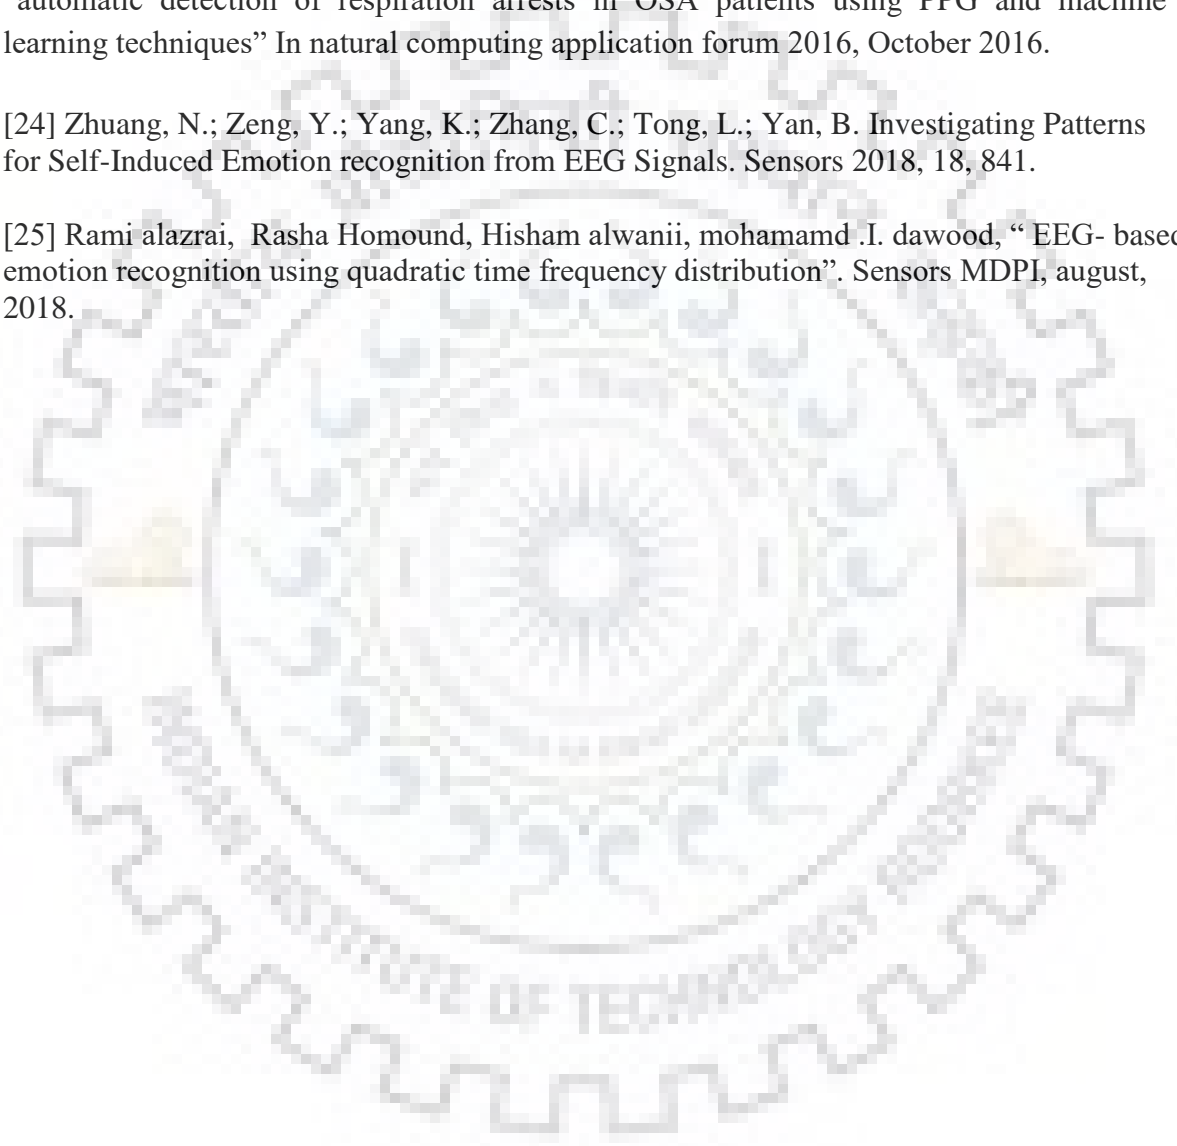 automatic detection of respiration arrests in OSA patients using PPG and machine
learning techniques” In natural computing application forum 2016, October 2016.
[24] Zhuang, N.; Zeng, Y.; Yang, K.; Zhang, C.; Tong, L.; Yan, B. Investigating Patterns
for Self-Induced Emotion recognition from EEG Signals. Sensors 2018, 18, 841.
[25] Rami alazrai, Rasha Homound, Hisham alwanii, mohamamd .I. dawood, “ EEG- based
emotion recognition using quadratic time frequency distribution”. Sensors MDPI, august,
2018.
INSTITUTE OF TECHNOLOGY